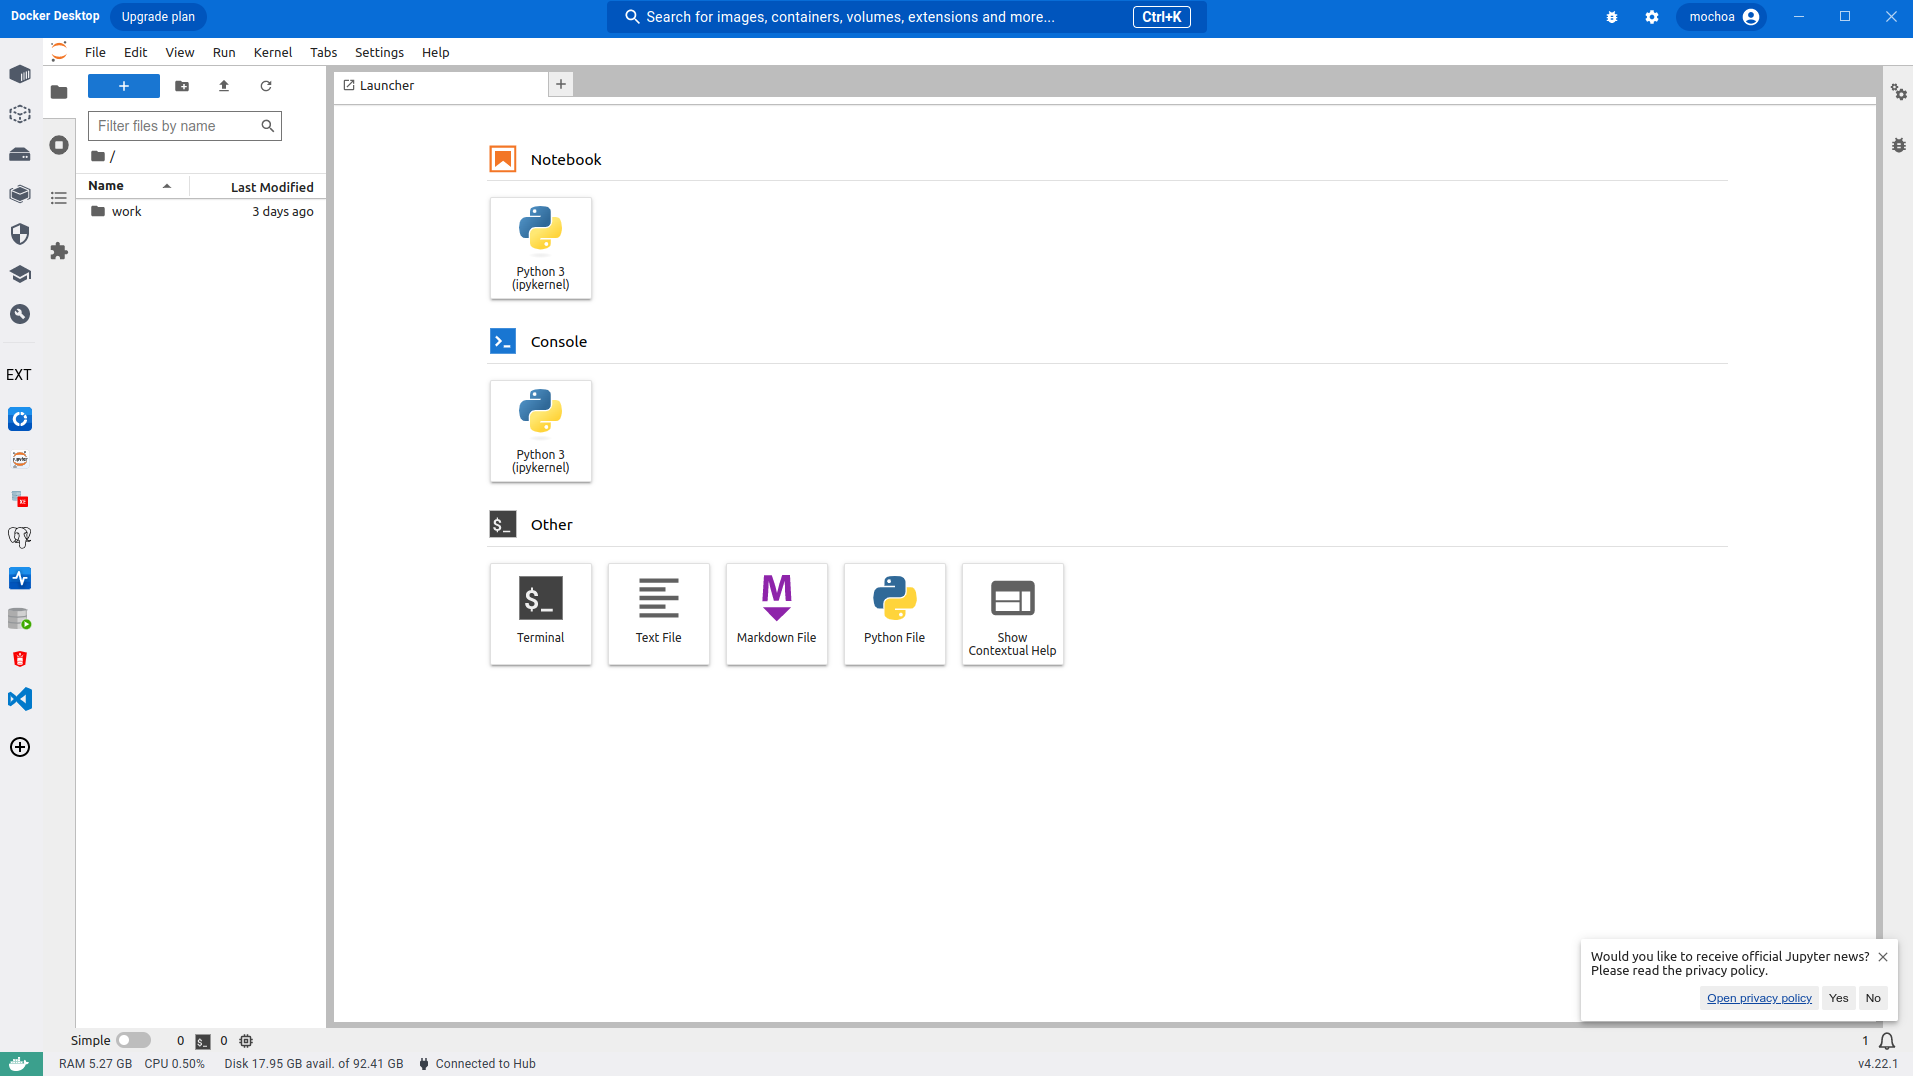 Docker Desktop
Upgrade plan
Search for images, containers, volumes, extensions and more...
Ctrl+K
mochoa
File
Edit
View
Run
Kernel
Tabs
Settings
Help
Launcher
Filter files by name
/
Name
Last Modified
work
3 days ago
EXT
Notebook
Python 3
(ipykernel)
Console
Python 3
(ipykernel)
$_
Other
$_
Terminal
Text File
M
Markdown File
Python File
Show
Contextual Help
Would you like to receive official Jupyter news?
Please read the privacy policy.
Open privacy policy
Yes
No
Simple
0
$_
0
1
RAM 5.27 GB
CPU 0.50%
Disk 17.95 GB avail. of 92.41 GB
Connected to Hub
v4.22.1